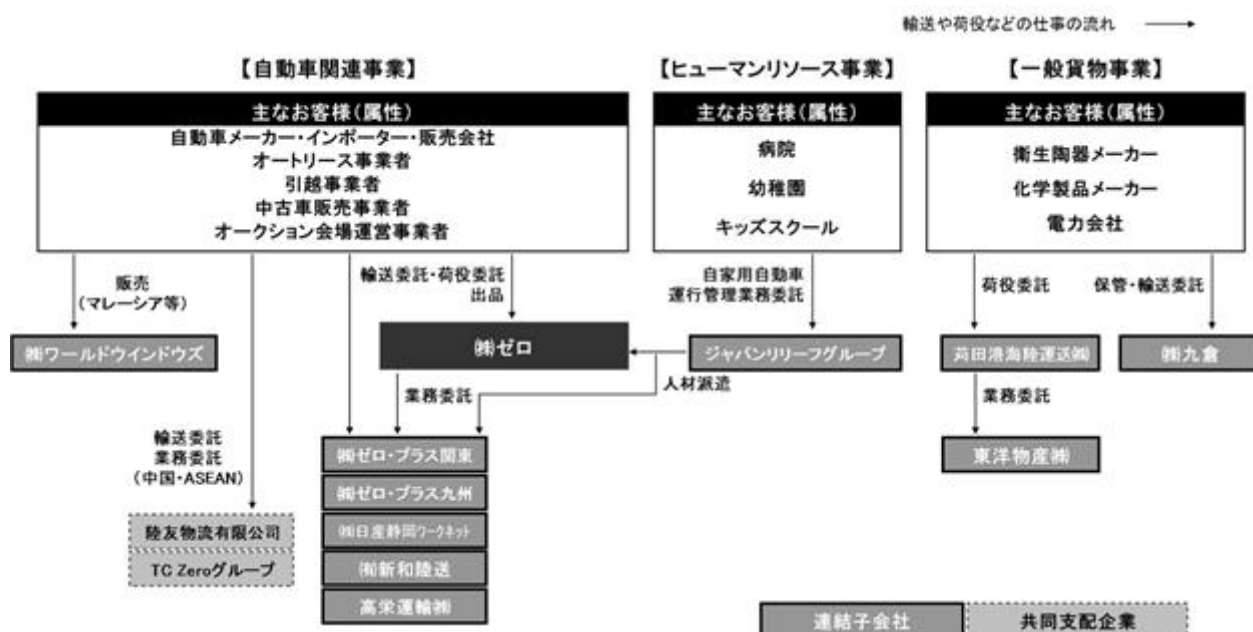 輸送や荷役などの仕事の流れ
【自動車関連事業】
主なお客様(属性)
自動車メーカー・インポーター・販売会社
オートリース事業者
引越事業者
中古車販売事業者
オークション会場運営事業者
【ヒューマンリソース事業】
主なお客様(属性)
病院
幼稚園
キッズスクール
【一般貨物事業】
主なお客様(属性)
衛生陶器メーカー
化学製品メーカー
電力会社
販売
(マレーシア等)
輸送委託・荷役委託
出品
自家用自動車
運行管理業務委託
荷役委託
保管・輸送委託
㈱ワールドウインドウズ
㈱ゼロ
ジャパンリリーフグループ
苅田港海陸運送㈱
㈱九倉
業務委託
人材派遣
業務委託
輸送委託
業務委託
(中国・ASEAN)
㈱ゼロ・プラス関東
㈱ゼロ・プラス九州
㈱日産静岡ワークネット
㈲新和陸送
高栄運輸㈱
東洋物産㈱
陸友物流有限公司
TC Zeroグループ
連結子会社
共同支配企業